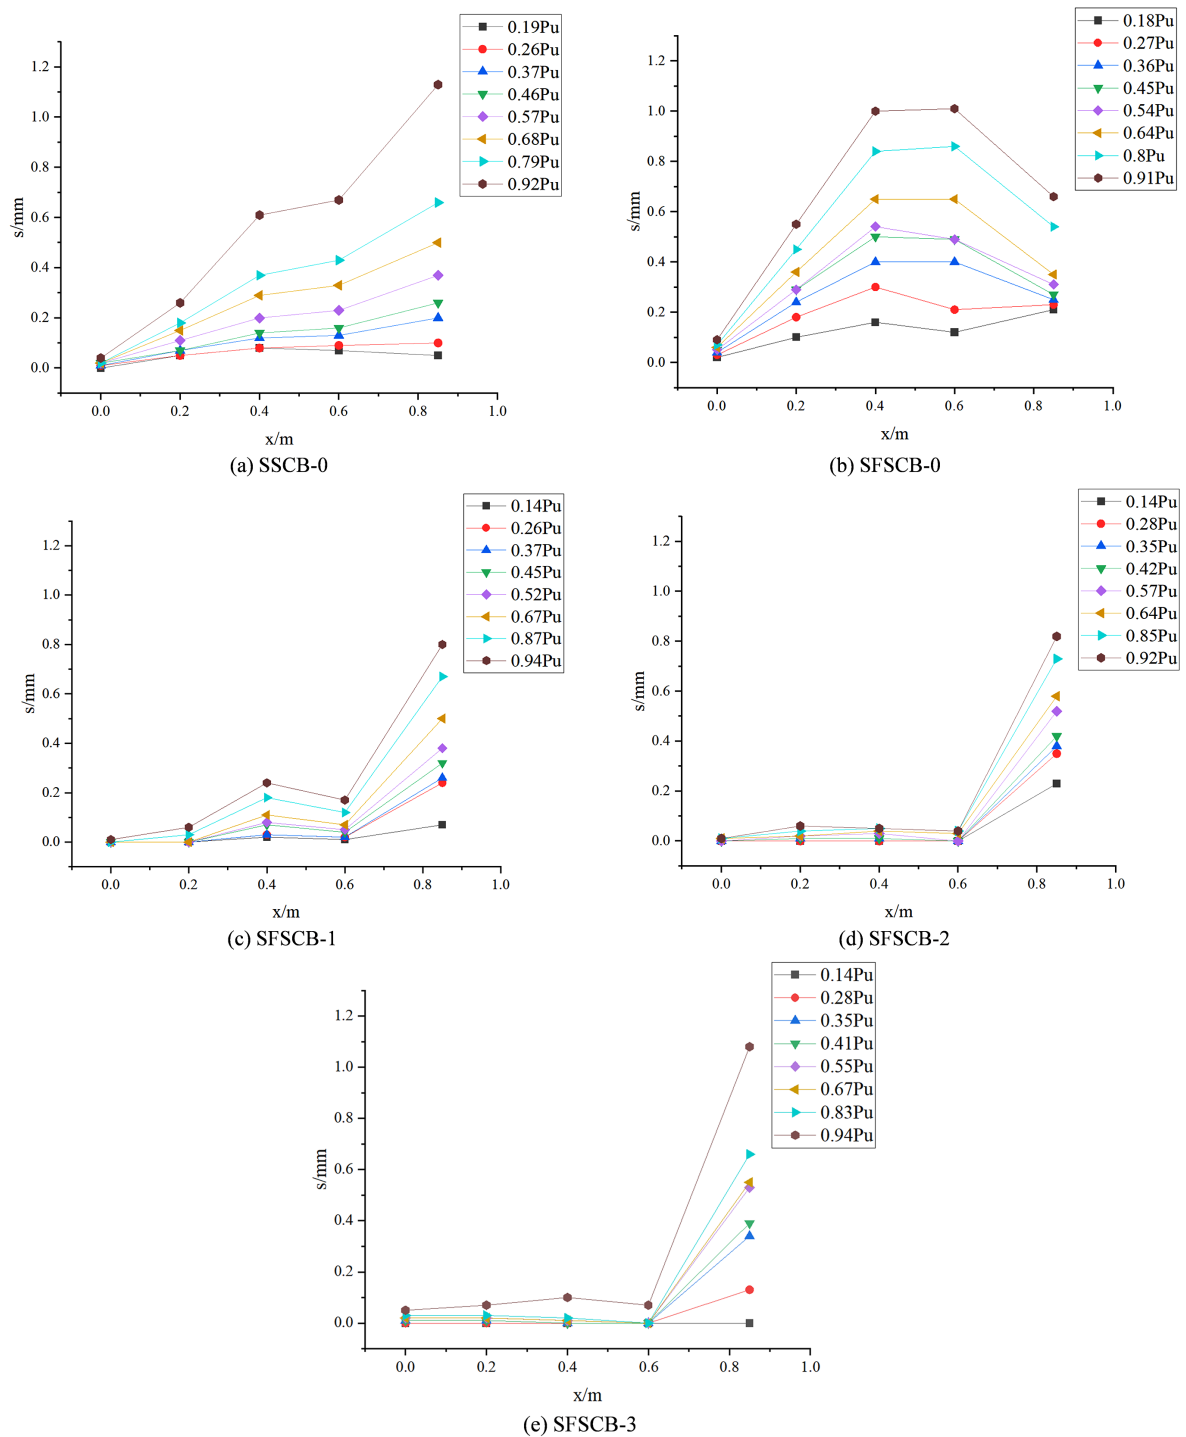 0.19Pu
0.26Pu
0.37Pu
0.46Pu
0.57Pu
0.68Pu
0.79Pu
0.92Pu
1.2
1.0
0.8
0.6
0.4
0.2
0.0
s/mm
0.0 0.2 0.4 0.6 0.8 1.0
x/m
(a) SSCB-0
0.18Pu
0.27Pu
0.36Pu
0.45Pu
0.54Pu
0.64Pu
0.8Pu
0.91Pu
1.2
1.0
0.8
0.6
0.4
0.2
0.0
s/mm
0.0 0.2 0.4 0.6 0.8 1.0
x/m
(b) SFSCB-0
0.14Pu
0.26Pu
0.37Pu
0.45Pu
0.52Pu
0.67Pu
0.87Pu
0.94Pu
1.2
1.0
0.8
0.6
0.4
0.2
0.0
s/mm
0.0 0.2 0.4 0.6 0.8 1.0
x/m
(c) SFSCB-1
0.14Pu
0.28Pu
0.35Pu
0.42Pu
0.57Pu
0.64Pu
0.85Pu
0.92Pu
1.2
1.0
0.8
0.6
0.4
0.2
0.0
s/mm
0.0 0.2 0.4 0.6 0.8 1.0
x/m
(d) SFSCB-2
0.14Pu
0.28Pu
0.35Pu
0.41Pu
0.55Pu
0.67Pu
0.83Pu
0.94Pu
1.2
1.0
0.8
0.6
0.4
0.2
0.0
s/mm
0.0 0.2 0.4 0.6 0.8 1.0
x/m
(e) SFSCB-3